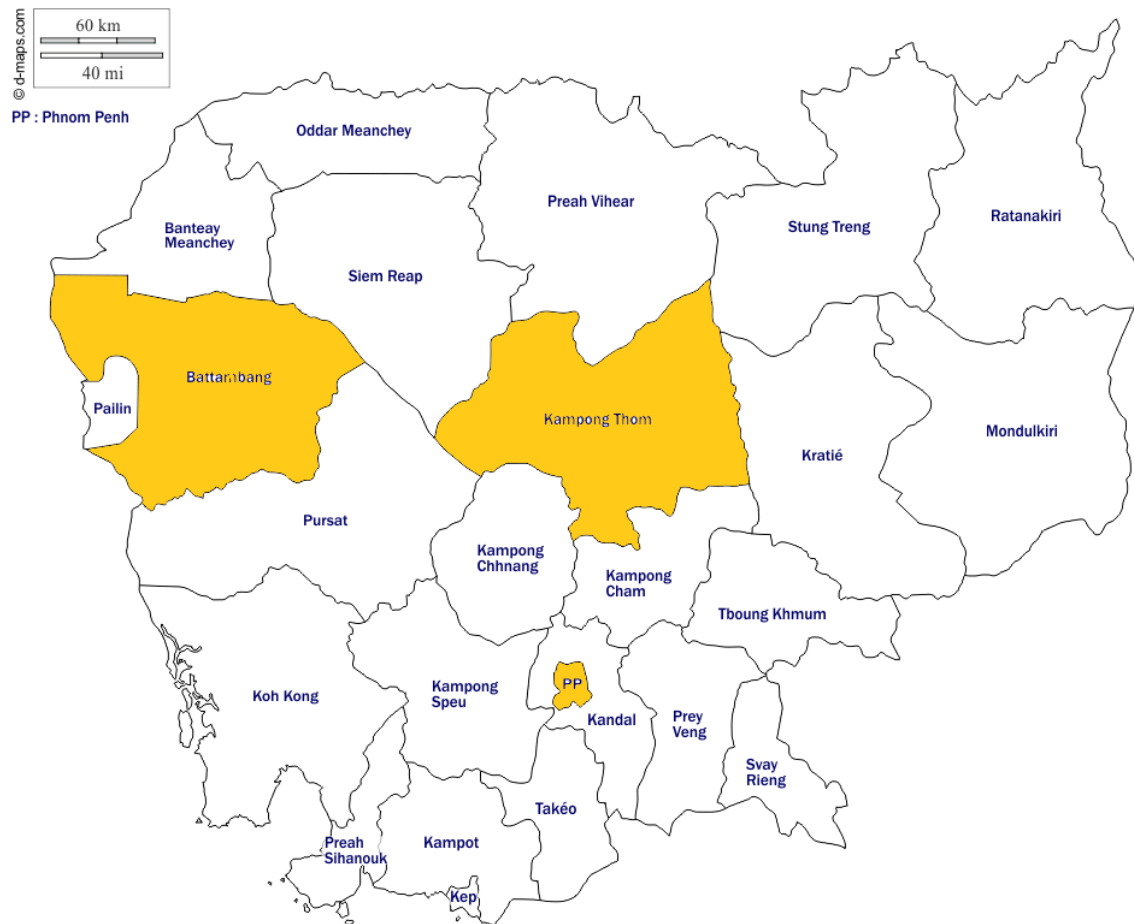 © d-maps.com
60 km
40 mi
PP : Phnom Penh
Oddar Meanchey
Preah Vihear
Banteay
Meanchey
Stung Treng
Ratanakiri
Siem Reap
Battambang
Pailin
Kampong Thom
Kratié
Mondulkiri
Pursat
Kampong
Chhnang
Kampong
Cham
Tboung Khmum
Koh Kong
Kampong
Speu
PP
Kandal
Prey
Veng
Svay
Rieng
Takéo
Preah
Sihanouk
Kampot
Kep